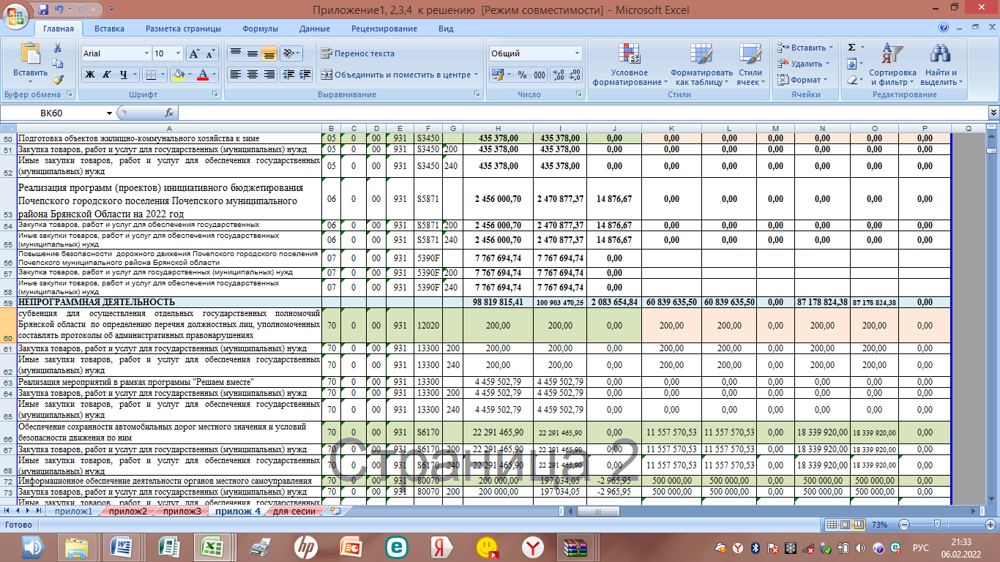 Приложение1, 2,3,4 к решению [Режим совместимости] - Microsoft Excel
Главная Вставка Разметка страницы Формулы Данные Рецензирование Вид
Вставить
Arial 10
Ж К Ч
Перенос текста
Объединить и поместить в центре
Общий
% 000
Условное форматирование
Форматировать как таблицу
Стили ячеек
Вставить
Удалить
Формат
Сортировка и фильтр
Найти и выделить
Буфер обмена Шрифт Выравнивание Число Стили Ячейки Редактирование
BK60 fx
A B C D E F G H I J K L M N O P Q
50 Подготовка объектов жилищно-коммунального хозяйства к зиме 05 0 00 931 S3450 435 378,00 435 378,00 0,00 0,00 0,00 0,00 0,00 0,00 0,00
51 Закупка товаров, работ и услуг для государственных (муниципальных) нужд 05 0 00 931 S3450 200 435 378,00 435 378,00 0,00 0,00 0,00 0,00 0,00 0,00 0,00
Иные закупки товаров, работ и услуг для обеспечения государственных
52 (муниципальных) нужд 05 0 00 931 S3450 240 435 378,00 435 378,00 0,00 0,00 0,00 0,00 0,00 0,00 0,00
Реализация программ (проектов) инициативного бюджетирования
Почепского городского поселения Почепского муниципального
53 района Брянской Области на 2022 год 06 0 00 931 S5871 2 456 000,70 2 470 877,37 14 876,67 0,00 0,00 0,00 0,00 0,00 0,00
54 Закупка товаров, работ и услуг для обеспечения государственных 06 0 00 931 S5871 200 2 456 000,70 2 470 877,37 14 876,67 0,00 0,00 0,00 0,00 0,00 0,00
Иные закупки товаров, работ и услуг для обеспечения государственных
55 (муниципальных) нужд 06 0 00 931 S5871 240 2 456 000,70 2 470 877,37 14 876,67 0,00 0,00 0,00 0,00 0,00 0,00
Повышение безопасности дорожного движения Почепского городского поселения
56 Почепского муниципального района Брянской области 07 0 00 931 5390F 7 767 694,74 7 767 694,74 0,00
57 Закупка товаров, работ и услуг для государственных (муниципальных) нужд 07 0 00 931 5390F 200 7 767 694,74 7 767 694,74 0,00
Иные закупки товаров, работ и услуг для обеспечения государственных
58 (муниципальных) нужд 07 0 00 931 5390F 240 7 767 694,74 7 767 694,74 0,00
59 НЕПРОГРАММНАЯ ДЕЯТЕЛЬНОСТЬ 98 819 815,41 100 903 470,25 2 083 654,84 60 839 635,50 60 839 635,50 0,00 87 178 824,38 87 178 824,38 0,00
субвенция для осуществления отдельных государственных полномочий
Брянской области по определению перечня должностных лиц, уполномоченных
60 составлять протоколы об административных правонарушениях 70 0 00 931 12020 200,00 200,00 0,00 200,00 200,00 0,00 200,00 200,00 0,00
61 Закупка товаров, работ и услуг для государственных (муниципальных) нужд 70 0 00 931 13300 200 200,00 200,00 0,00 200,00 200,00 0,00 200,00 200,00 0,00
Иные закупки товаров, работ и услуг для обеспечения государственных
62 (муниципальных) нужд 70 0 00 931 13300 240 200,00 200,00 0,00 200,00 200,00 0,00 200,00 200,00 0,00
63 Реализация мероприятий в рамках программы "Решаем вместе" 70 0 00 931 13300 4 459 502,79 4 459 502,79 0,00 0,00 0,00 0,00 0,00 0,00 0,00
64 Закупка товаров, работ и услуг для государственных (муниципальных) нужд 70 0 00 931 13300 200 4 459 502,79 4 459 502,79 0,00 0,00 0,00 0,00 0,00 0,00 0,00
Иные закупки товаров, работ и услуг для обеспечения государственных
65 (муниципальных) нужд 70 0 00 931 13300 240 4 459 502,79 4 459 502,79 0,00 0,00 0,00 0,00 0,00 0,00 0,00
Обеспечение сохранности автомобильных дорог местного значения и условий
66 безопасности движения по ним 70 0 00 931 S6170 22 291 465,90 22 291 465,90 0,00 11 557 570,53 11 557 570,53 0,00 18 339 920,00 18 339 920,00 0,00
67 Закупка товаров, работ и услуг для государственных (муниципальных) нужд 70 0 00 931 S6170 200 22 291 465,90 22 291 465,90 0,00 11 557 570,53 11 557 570,53 0,00 18 339 920,00 18 339 920,00 0,00
Страница 2
Иные закупки товаров, работ и услуг для обеспечения государственных
68 (муниципальных) нужд 70 0 00 931 S6170 240 22 291 465,90 22 291 465,90 0,00 11 557 570,53 11 557 570,53 0,00 18 339 920,00 18 339 920,00 0,00
72 Информационное обеспечение деятельности органов местного самоуправления 70 0 00 931 80070 200 000,00 197 034,05 -2 965,95 500 000,00 500 000,00 0,00 500 000,00 500 000,00 0,00
73 Закупка товаров, работ и услуг для государственных (муниципальных) нужд 70 0 00 931 80070 200 200 000,00 197 034,05 -2 965,95 500 000,00 500 000,00 0,00 500 000,00 500 000,00 0,00
Иные закупки товаров, работ и услуг для обеспечения государственных
прилож1 прилож2 прилож3 прилож 4 для сесии
Готово 73%
РУС 21:33
06.02.2022